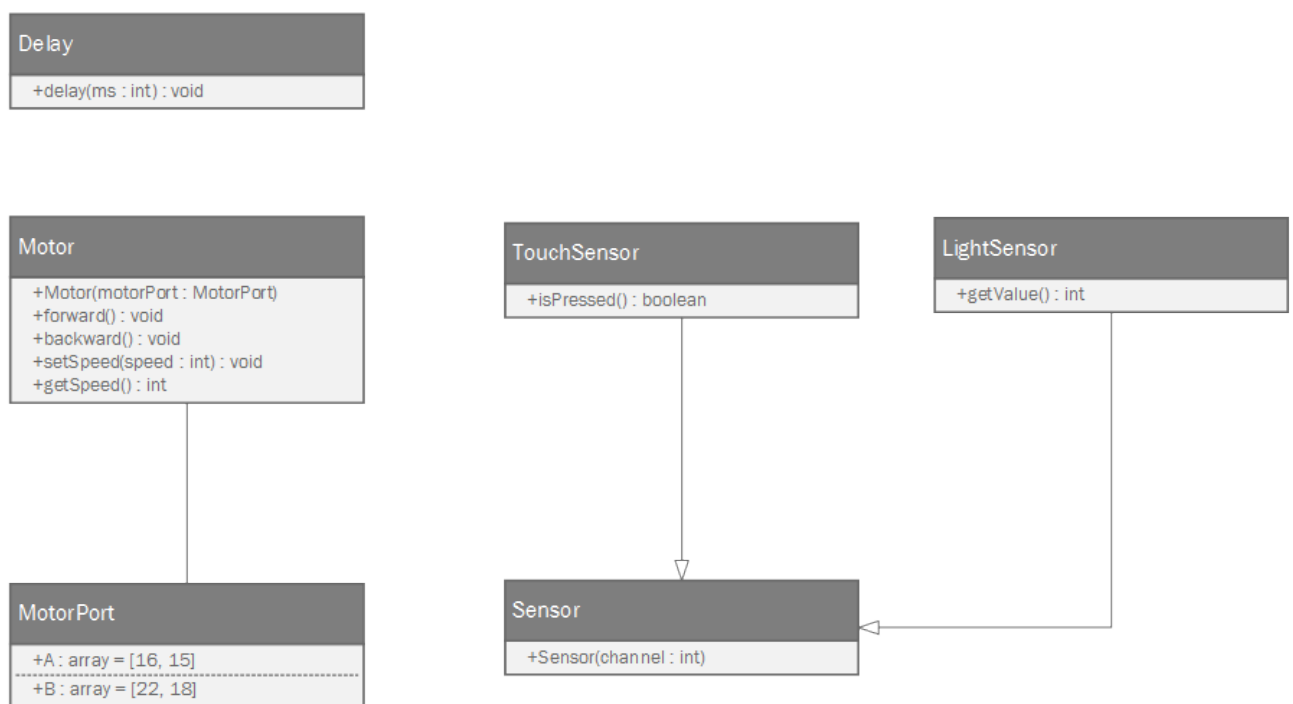 Delay
+delay(ms : int) : void
Motor
+Motor(motorPort : MotorPort)
+forward() : void
+backward() : void
+setSpeed(speed : int) : void
+getSpeed() : int
TouchSensor
+isPressed() : boolean
LightSensor
+getValue() : int
MotorPort
+A : array = [16, 15]
+B : array = [22, 18]
Sensor
+Sensor(channel : int)